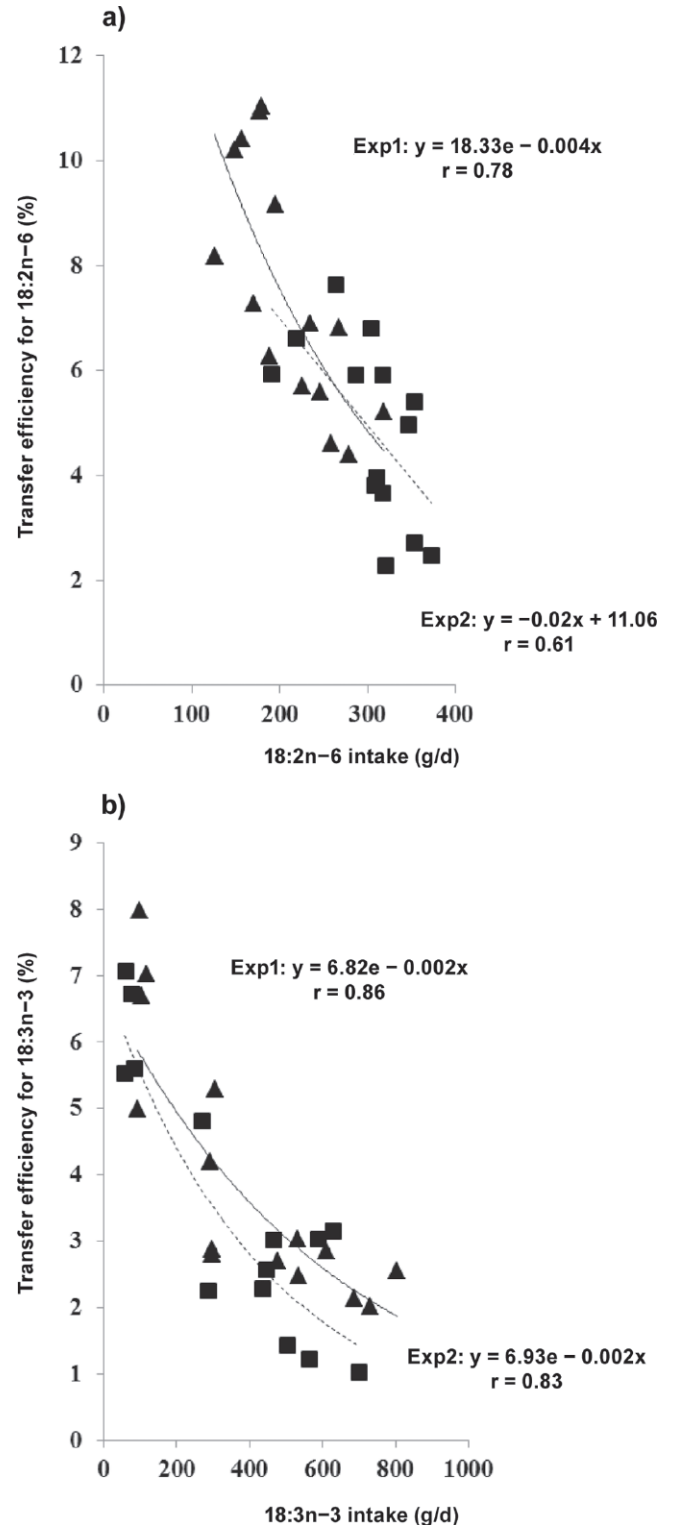 a)
12
10
8
6
4
2
0
Transfer efficiency for 18:2n−6 (%)
Exp1: y = 18.33e − 0.004x
r = 0.78
Exp2: y = −0.02x + 11.06
r = 0.61
0 100 200 300 400
18:2n−6 intake (g/d)
b)
9
8
7
6
5
4
3
2
1
0
Transfer efficiency for 18:3n−3 (%)
Exp1: y = 6.82e − 0.002x
r = 0.86
Exp2: y = 6.93e − 0.002x
r = 0.83
0 200 400 600 800 1000
18:3n−3 intake (g/d)